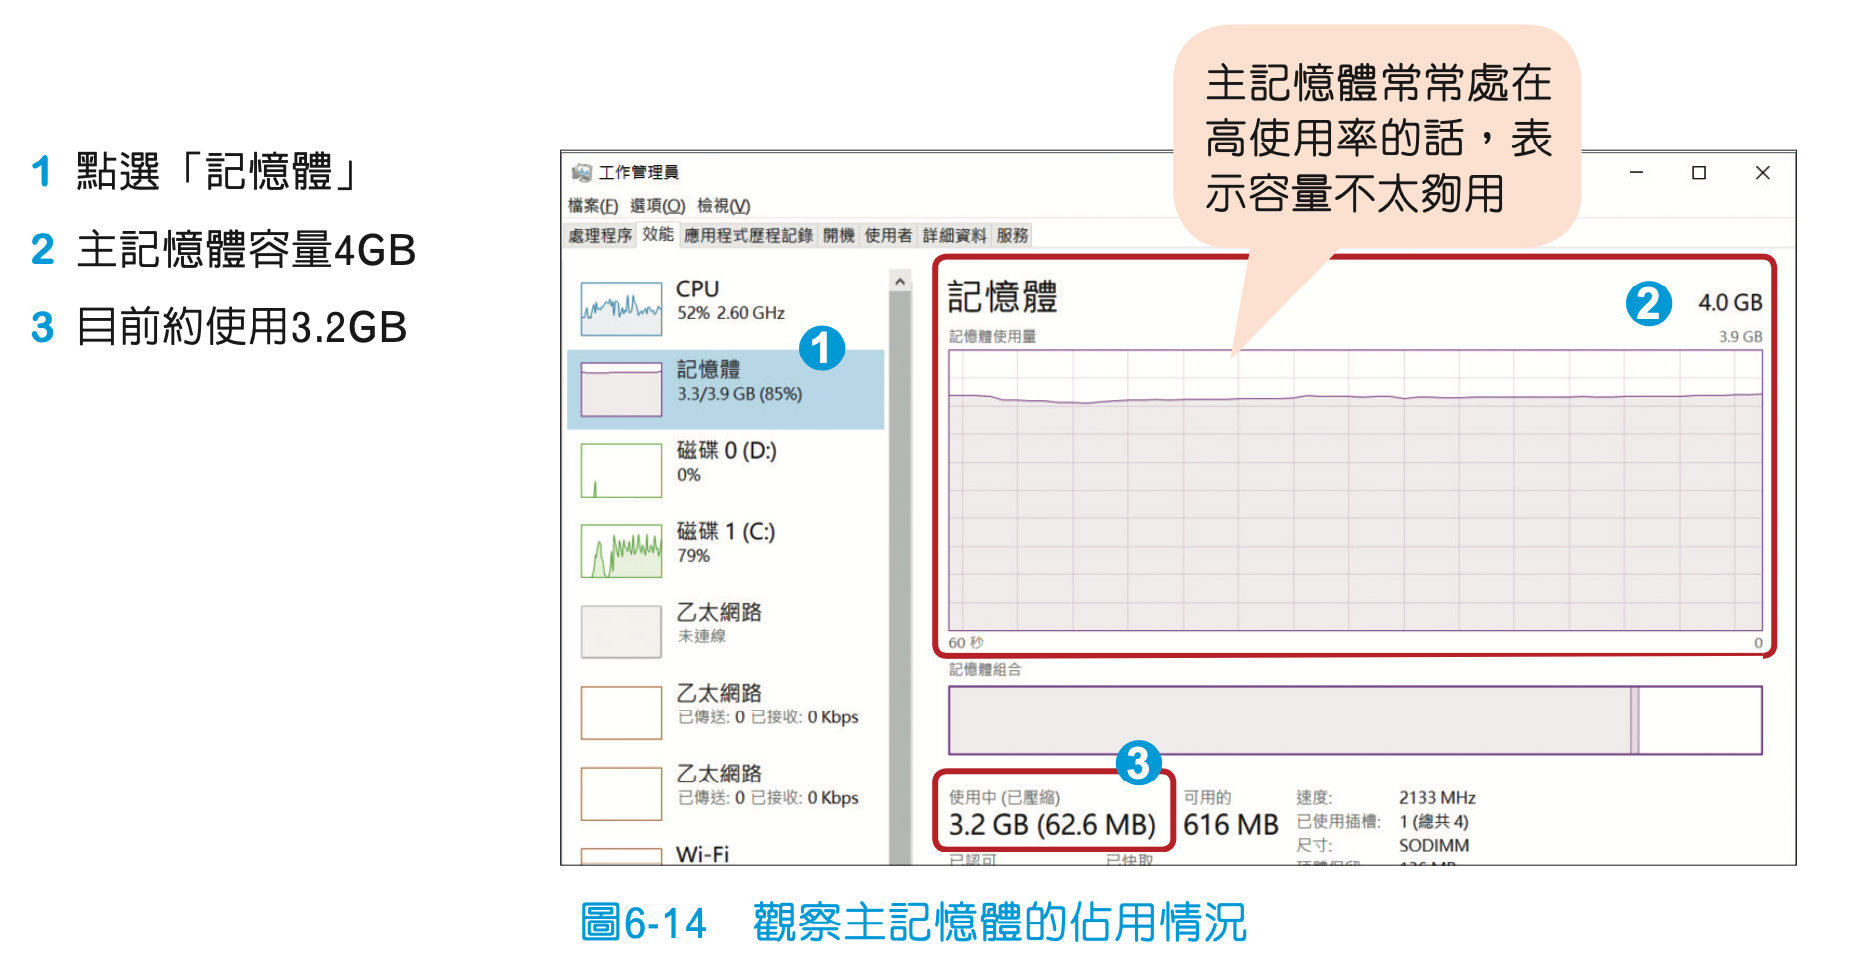 主記憶體常常處在
高使用率的話，表
示容量不太夠用
1 點選「記憶體」
2 主記憶體容量4GB
3 目前約使用3.2GB
工作管理員
檔案(F) 選項(O) 檢視(V)
處理程序 效能 應用程式歷程記錄 開機 使用者 詳細資料 服務
CPU
52% 2.60 GHz
1
記憶體
3.3/3.9 GB (85%)
磁碟 0 (D:)
0%
磁碟 1 (C:)
79%
乙太網路
未連線
乙太網路
已傳送: 0 已接收: 0 Kbps
乙太網路
已傳送: 0 已接收: 0 Kbps
Wi-Fi
記憶體
2
4.0 GB
記憶體使用量
3.9 GB
60 秒
0
記憶體組合
3
使用中 (已壓縮)
3.2 GB (62.6 MB)
可用的
616 MB
速度: 2133 MHz
已使用插槽: 1 (總共 4)
尺寸: SODIMM
已認可 已快取
圖6-14 觀察主記憶體的佔用情況